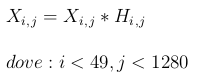 X_{i,j} = X_{i,j} * H_{i,j}
dove : i < 49, j < 1280